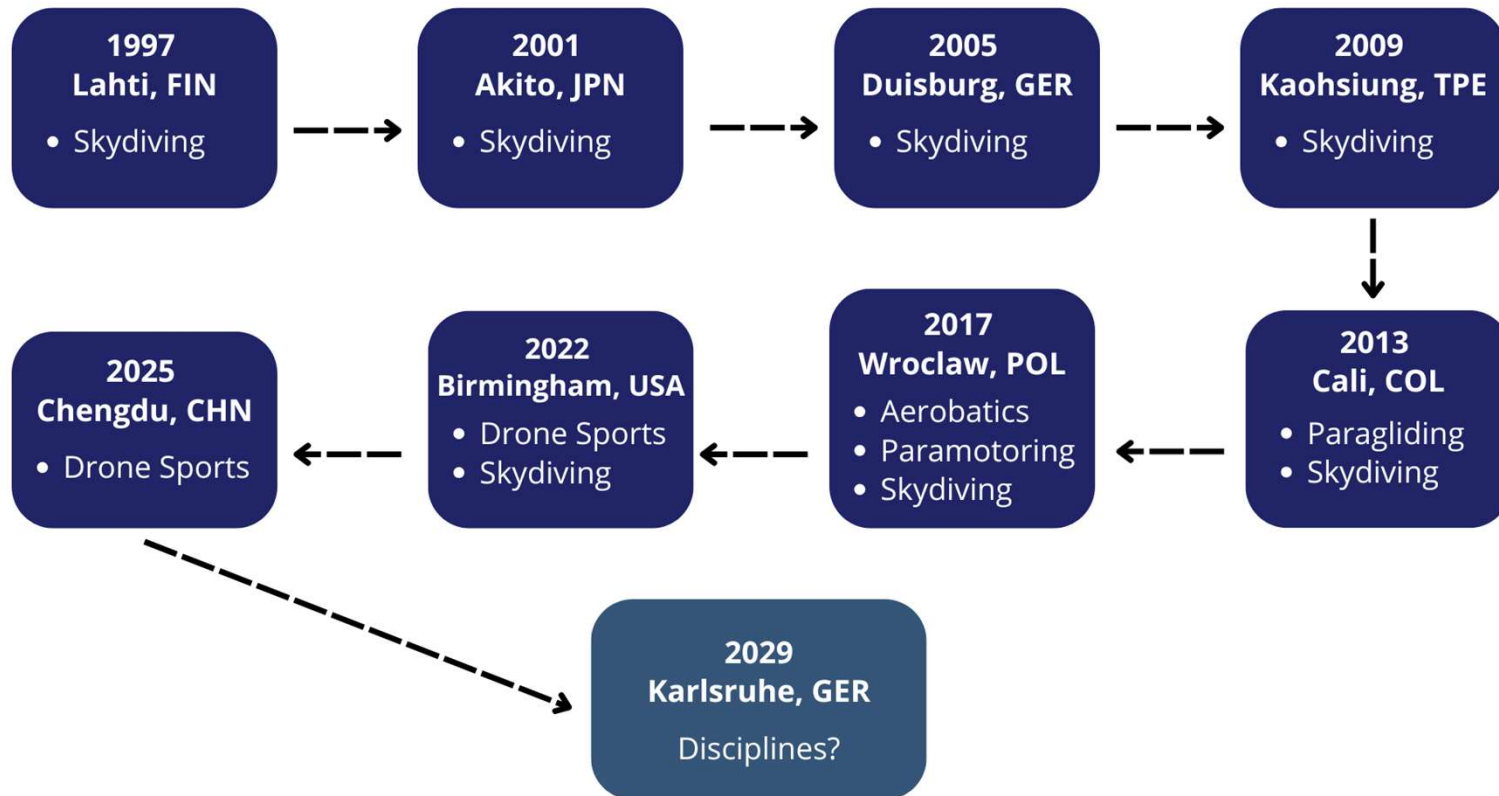 1997
Lahti, FIN
• Skydiving
2001
Akito, JPN
• Skydiving
2005
Duisburg, GER
• Skydiving
2009
Kaohsiung, TPE
• Skydiving
2013
Cali, COL
• Paragliding
• Skydiving
2017
Wroclaw, POL
• Aerobatics
• Paramotoring
• Skydiving
2022
Birmingham, USA
• Drone Sports
• Skydiving
2025
Chengdu, CHN
• Drone Sports
2029
Karlsruhe, GER
Disciplines?